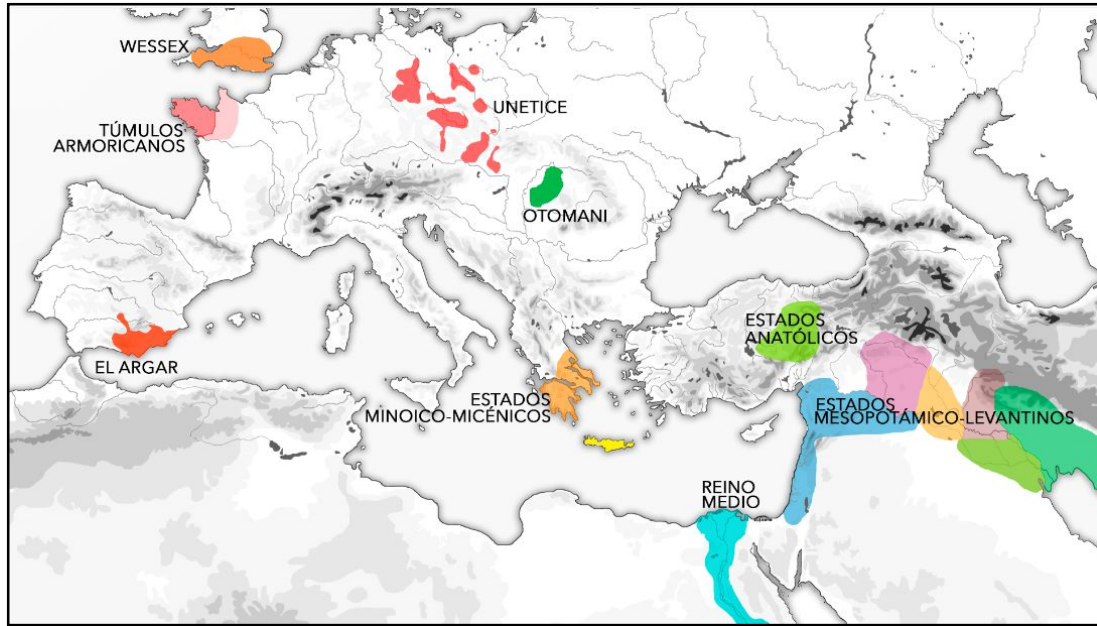 WESSEX
TÚMULOS
ARMORICANOS
UNETICE
OTOMANI
EL ARGAR
ESTADOS
MINOICO-MICÉNICOS
ESTADOS
ANATÓLICOS
ESTADOS
MESOPOTÁMICO-LEVANTINOS
REINO
MEDIO